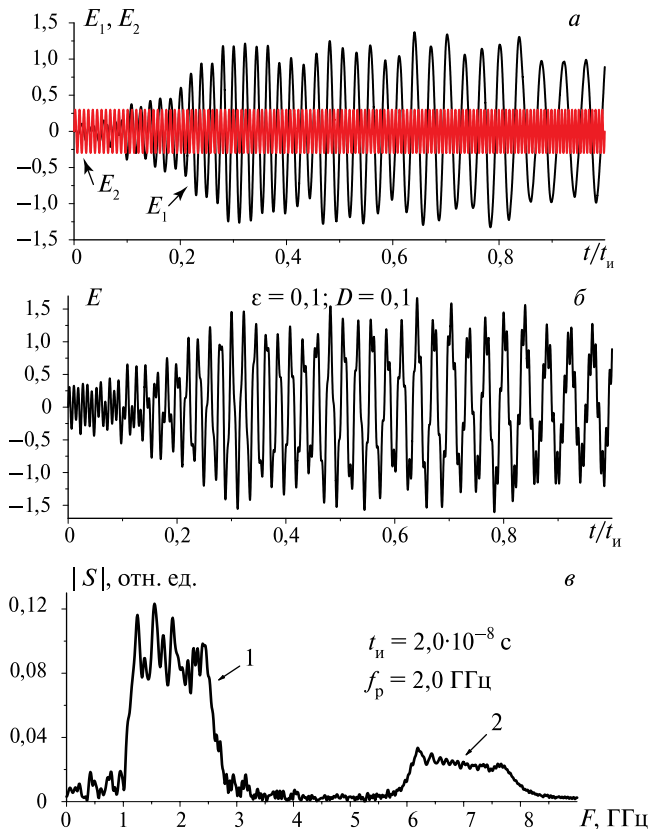 E₁, E₂
а
1,5
1,0
0,5
0
−0,5
−1,0
−1,5
E₂
E₁
0 0,2 0,4 0,6 0,8 t/tи
E
ε = 0,1; D = 0,1
б
1,5
1,0
0,5
0
−0,5
−1,0
−1,5
0 0,2 0,4 0,6 0,8 t/tи
|S|, отн. ед.
в
0,12
0,08
0,04
0
1
2
tи = 2,0·10⁻⁸ с
fр = 2,0 ГГц
0 1 2 3 4 5 6 7 8 F, ГГц